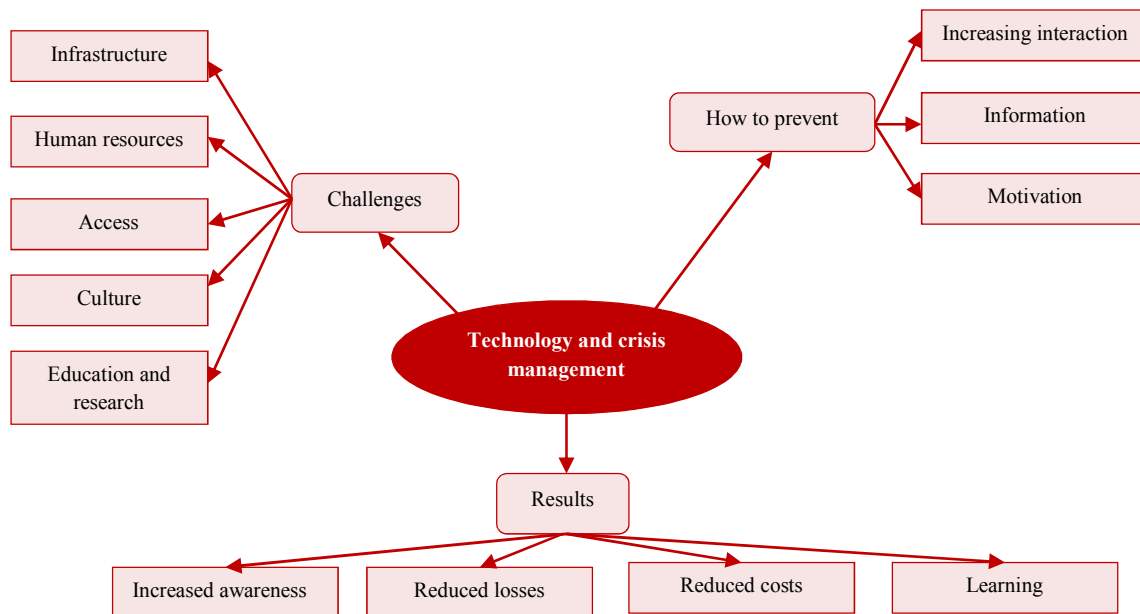 Infrastructure
Human resources
Access
Culture
Education and
research
Challenges
How to prevent
Increasing interaction
Information
Motivation
Technology and crisis
management
Results
Increased awareness
Reduced losses
Reduced costs
Learning